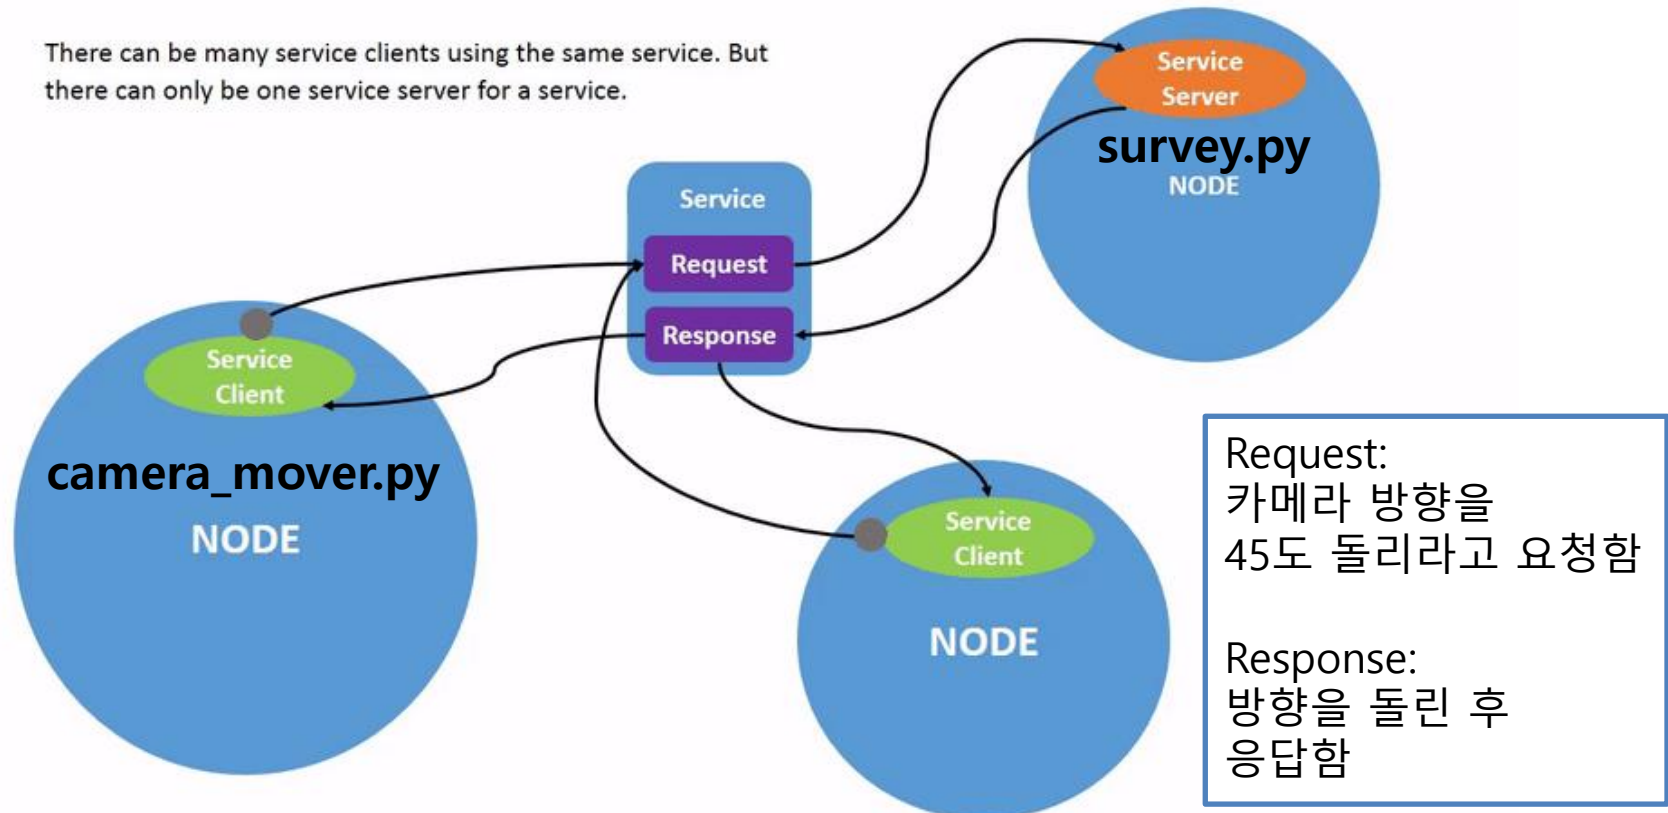 There can be many service clients using the same service. But
there can only be one service server for a service.
Service
Server
survey.py
NODE
Service
Request
Response
Service
Client
camera_mover.py
NODE
Service
Client
NODE
Request:
카메라 방향을
45도 돌리라고 요청함
Response:
방향을 돌린 후
응답함